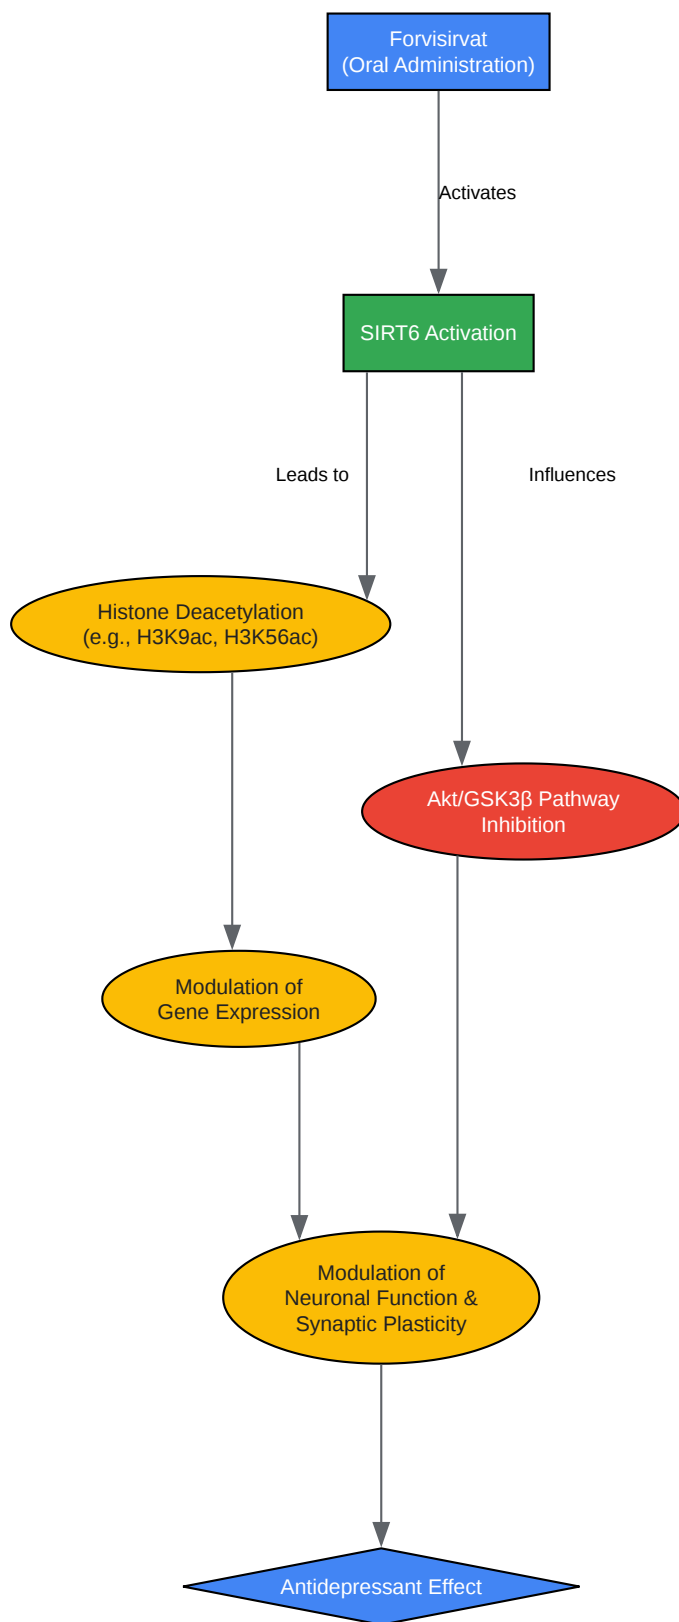 Forvisirvat
(Oral Administration)
Activates
SIRT6 Activation
Leads to
Influences
Histone Deacetylation
(e.g., H3K9ac, H3K56ac)
Akt/GSK3β Pathway
Inhibition
Modulation of
Gene Expression
Modulation of
Neuronal Function &
Synaptic Plasticity
Antidepressant Effect